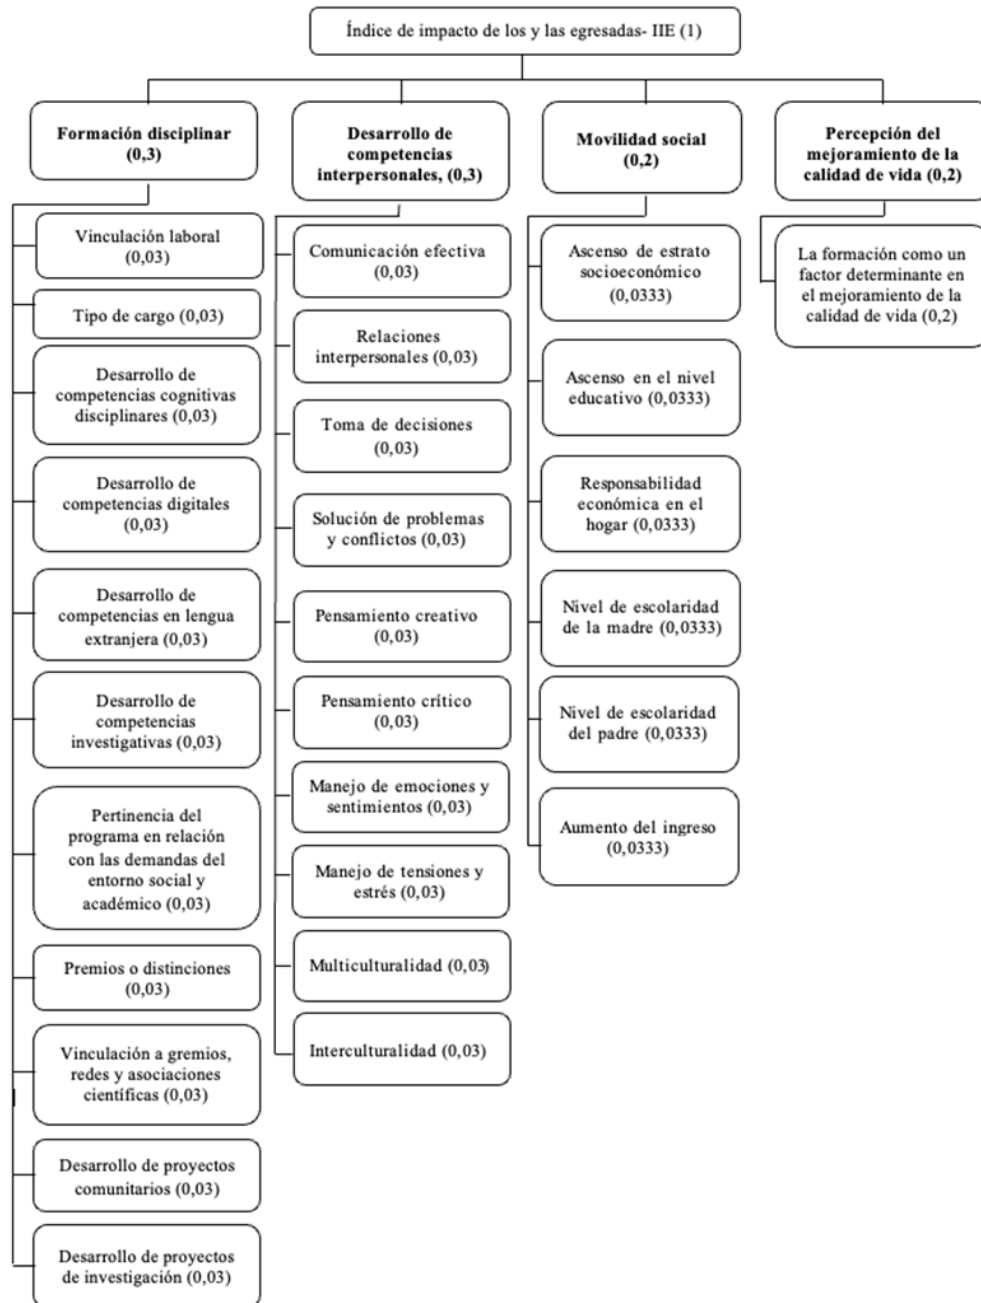 Índice de impacto de los y las egresadas- IIE (1)
Formación disciplinar
(0,3)
Vinculación laboral
(0,03)
Tipo de cargo (0,03)
Desarrollo de
competencias cognitivas
disciplinares (0,03)
Desarrollo de
competencias digitales
(0,03)
Desarrollo de
competencias en lengua
extranjera (0,03)
Desarrollo de
competencias
investigativas (0,03)
Pertinencia del
programa en relación
con las demandas del
entorno social y
académico (0,03)
Premios o distinciones
(0,03)
Vinculación a gremios,
redes y asociaciones
científicas (0,03)
Desarrollo de proyectos
comunitarios (0,03)
Desarrollo de proyectos
de investigación (0,03)
Desarrollo de
competencias
interpersonales, (0,3)
Comunicación efectiva
(0,03)
Relaciones
interpersonales (0,03)
Toma de decisiones
(0,03)
Solución de problemas
y conflictos (0,03)
Pensamiento creativo
(0,03)
Pensamiento crítico
(0,03)
Manejo de emociones y
sentimientos (0,03)
Manejo de tensiones y
estrés (0,03)
Multiculturalidad (0,03)
Interculturalidad (0,03)
Movilidad social
(0,2)
Ascenso de estrato
socioeconómico
(0,0333)
Ascenso en el nivel
educativo (0,0333)
Responsabilidad
económica en el
hogar (0,0333)
Nivel de escolaridad
de la madre (0,0333)
Nivel de escolaridad
del padre (0,0333)
Aumento del ingreso
(0,0333)
Percepción del
mejoramiento de la
calidad de vida (0,2)
La formación como un
factor determinante en
el mejoramiento de la
calidad de vida (0,2)